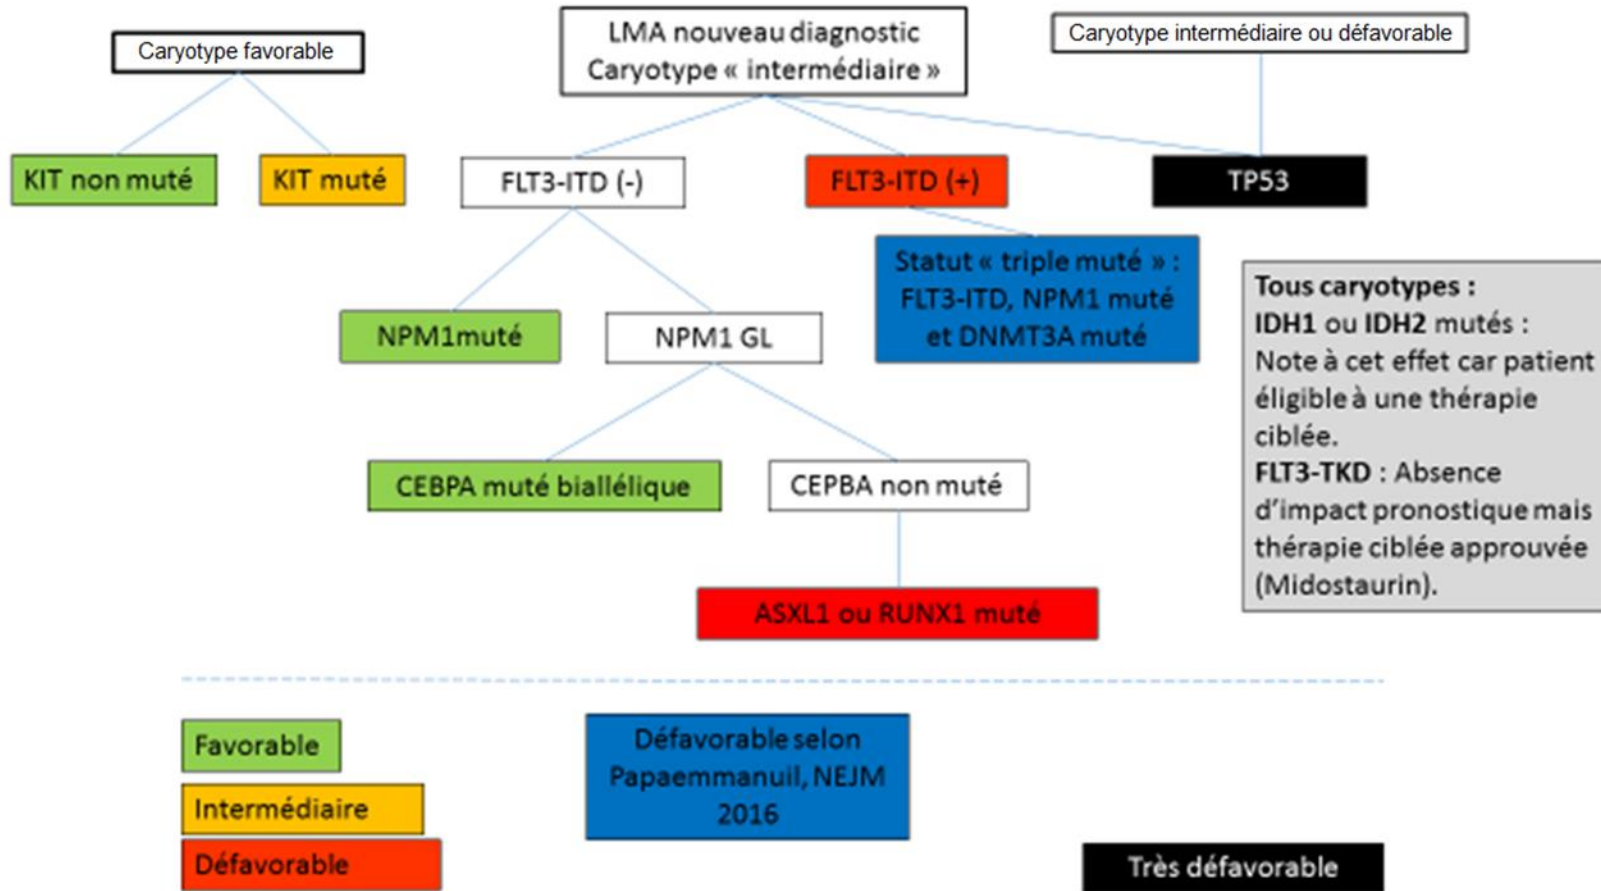 Caryotype favorable
LMA nouveau diagnostic
Caryotype « intermédiaire »
Caryotype intermédiaire ou défavorable
KIT non muté
KIT muté
FLT3-ITD (-)
FLT3-ITD (+)
TP53
Statut « triple muté » :
FLT3-ITD, NPM1 muté
et DNMT3A muté
NPM1muté
NPM1 GL
CEBPA muté biallélique
CEPBA non muté
ASXL1 ou RUNX1 muté
Tous caryotypes :
IDH1 ou IDH2 mutés :
Note à cet effet car patient
éligible à une thérapie
ciblée.
FLT3-TKD : Absence
d'impact pronostique mais
thérapie ciblée approuvée
(Midostaurin).
Favorable
Intermédiaire
Défavorable
Défavorable selon
Papaemmanuil, NEJM
2016
Très défavorable